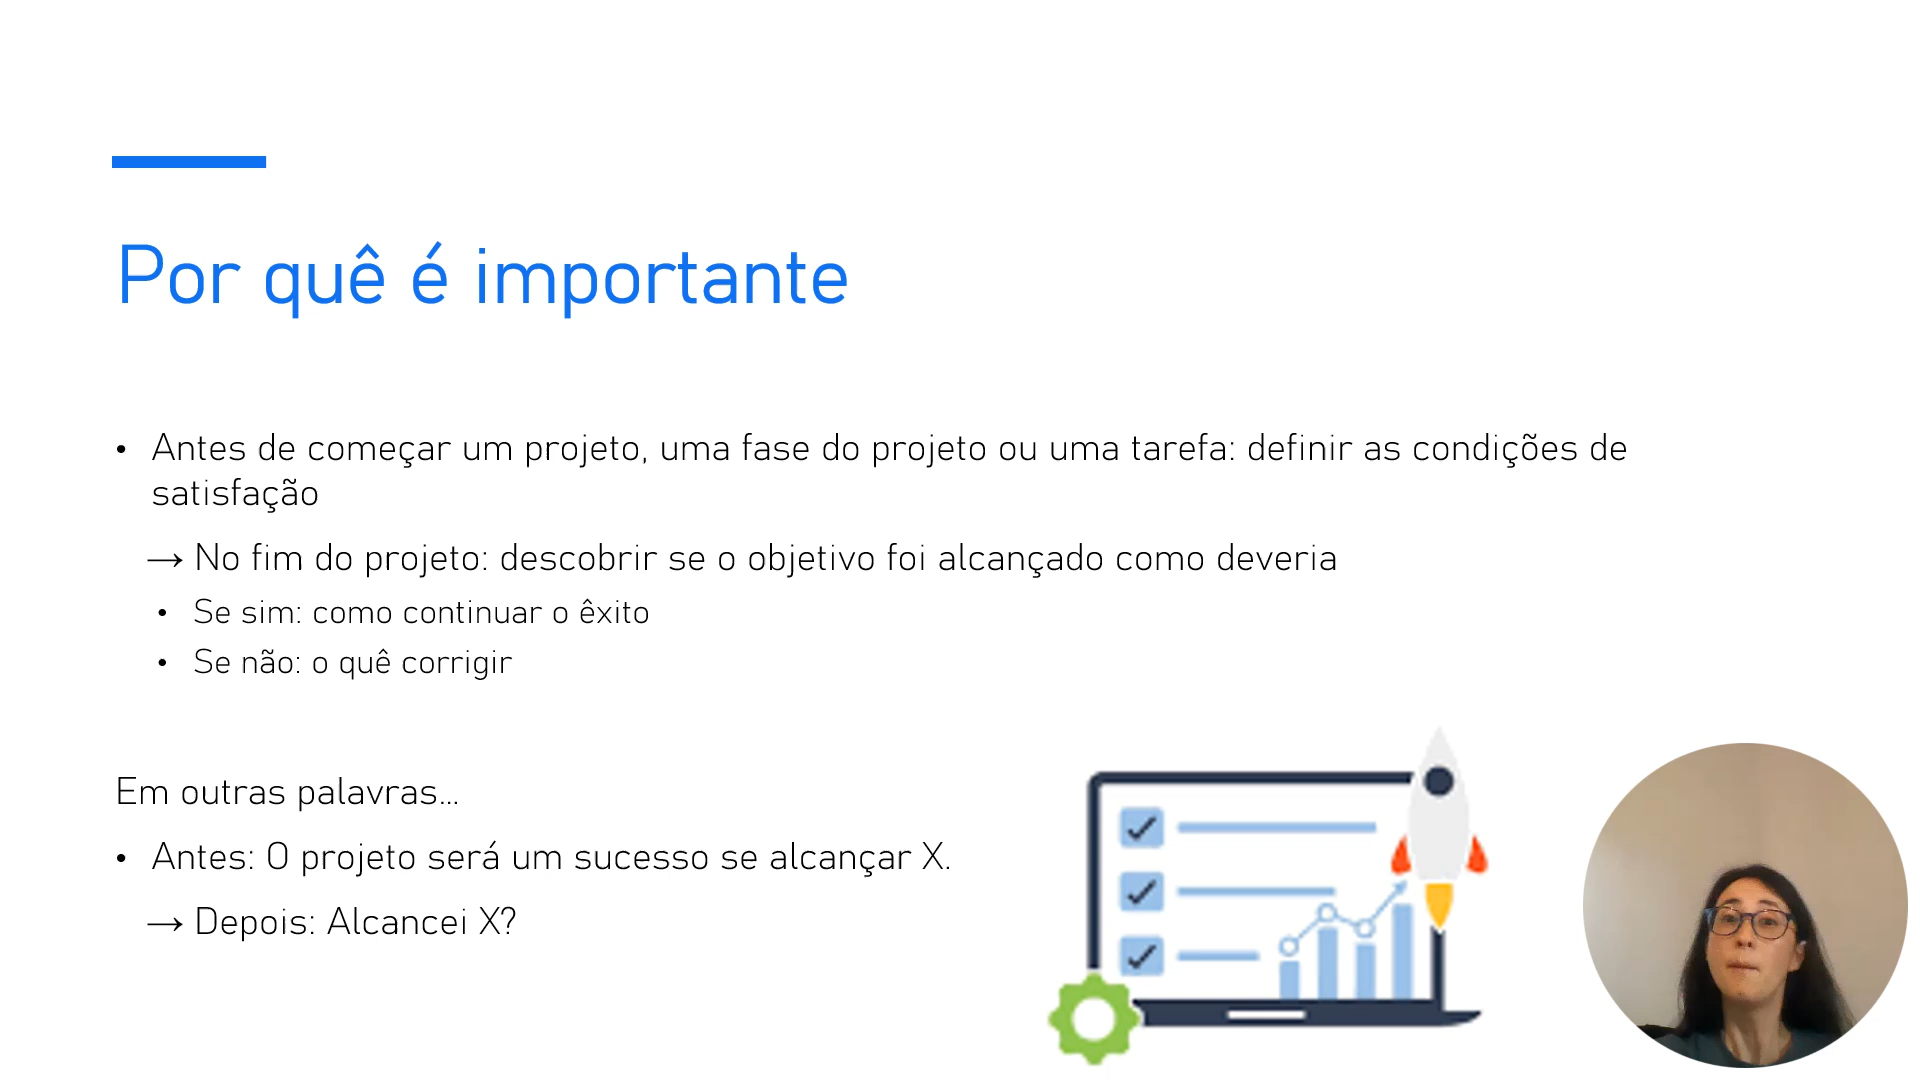 Por quê é importante
• Antes de começar um projeto, uma fase do projeto ou uma tarefa: definir as condições de
satisfação
→ No fim do projeto: descobrir se o objetivo foi alcançado como deveria
• Se sim: como continuar o êxito
• Se não: o quê corrigir
Em outras palavras...
• Antes: O projeto será um sucesso se alcançar X.
→ Depois: Alcancei X?